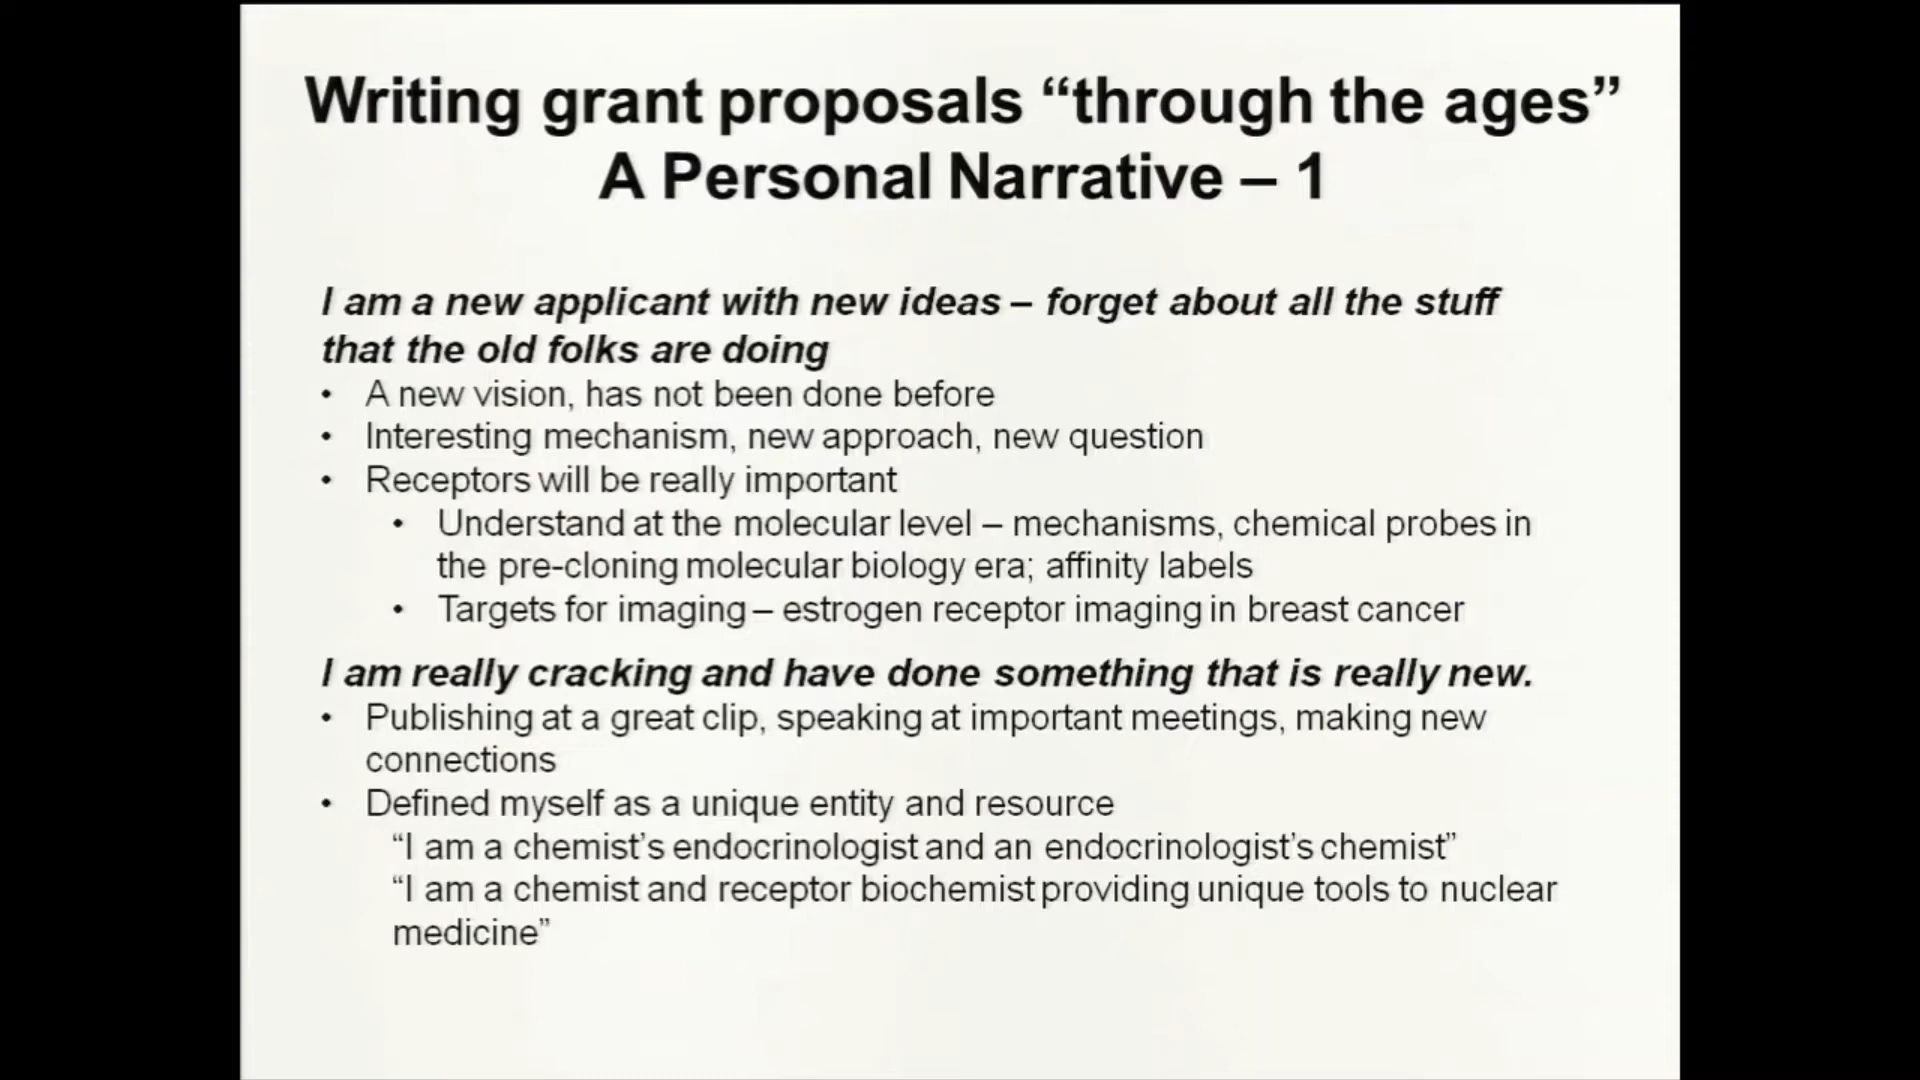 Writing grant proposals “through the ages”
A Personal Narrative – 1
I am a new applicant with new ideas – forget about all the stuff
that the old folks are doing
• A new vision, has not been done before
• Interesting mechanism, new approach, new question
• Receptors will be really important
• Understand at the molecular level – mechanisms, chemical probes in
the pre-cloning molecular biology era; affinity labels
• Targets for imaging – estrogen receptor imaging in breast cancer
I am really cracking and have done something that is really new.
• Publishing at a great clip, speaking at important meetings, making new
connections
• Defined myself as a unique entity and resource
“I am a chemist’s endocrinologist and an endocrinologist’s chemist”
“I am a chemist and receptor biochemist providing unique tools to nuclear
medicine”